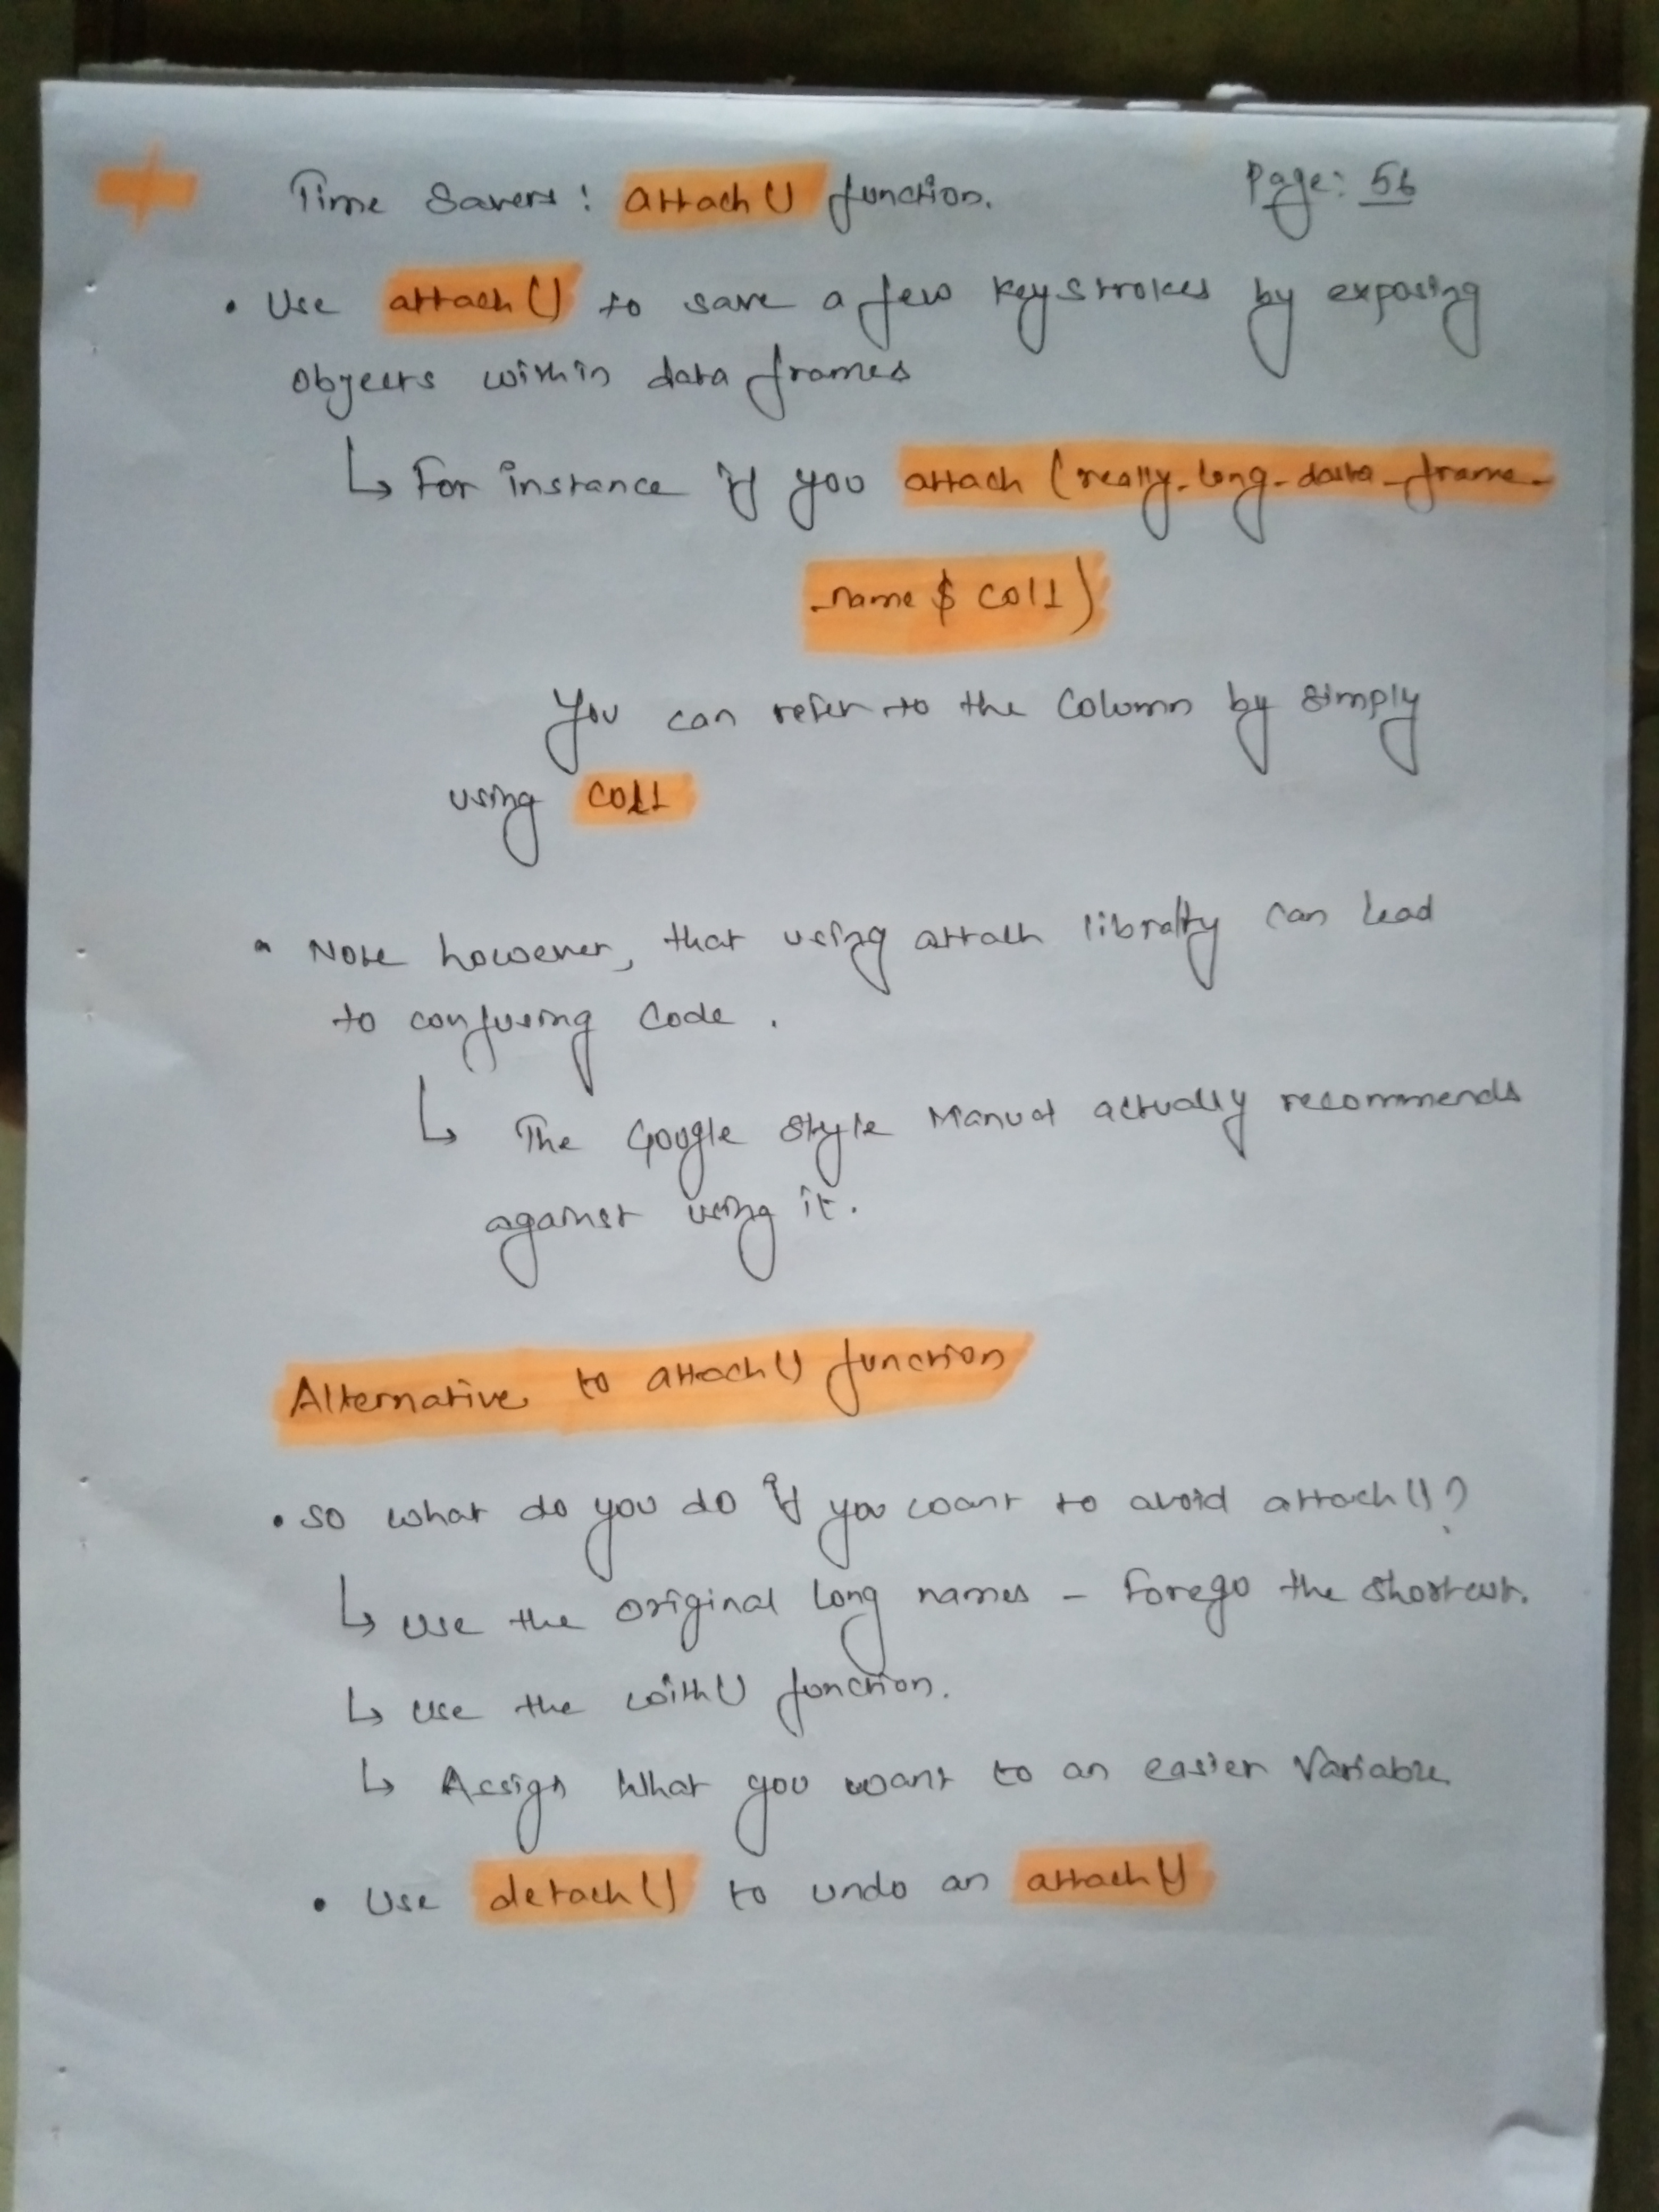 Time Savers: attach() function.
Page: 56
• Use attach() to save a few keystrokes by exposing
objects within data frames
↳ For instance if you attach (really_long_data_frame_
_name $ col1)
You can refer to the column by simply
using col1
• Note however, that using attach libralty can lead
to confusing code.
↳ The Google Style Manual actually recommends
against using it.
Alternative to attach() function
• So what do you do if you want to avoid attach()?
↳ use the original long names - Forego the shortcut.
↳ use the with() function.
↳ Assign what you want to an easier variable
• Use detach() to undo an attach()